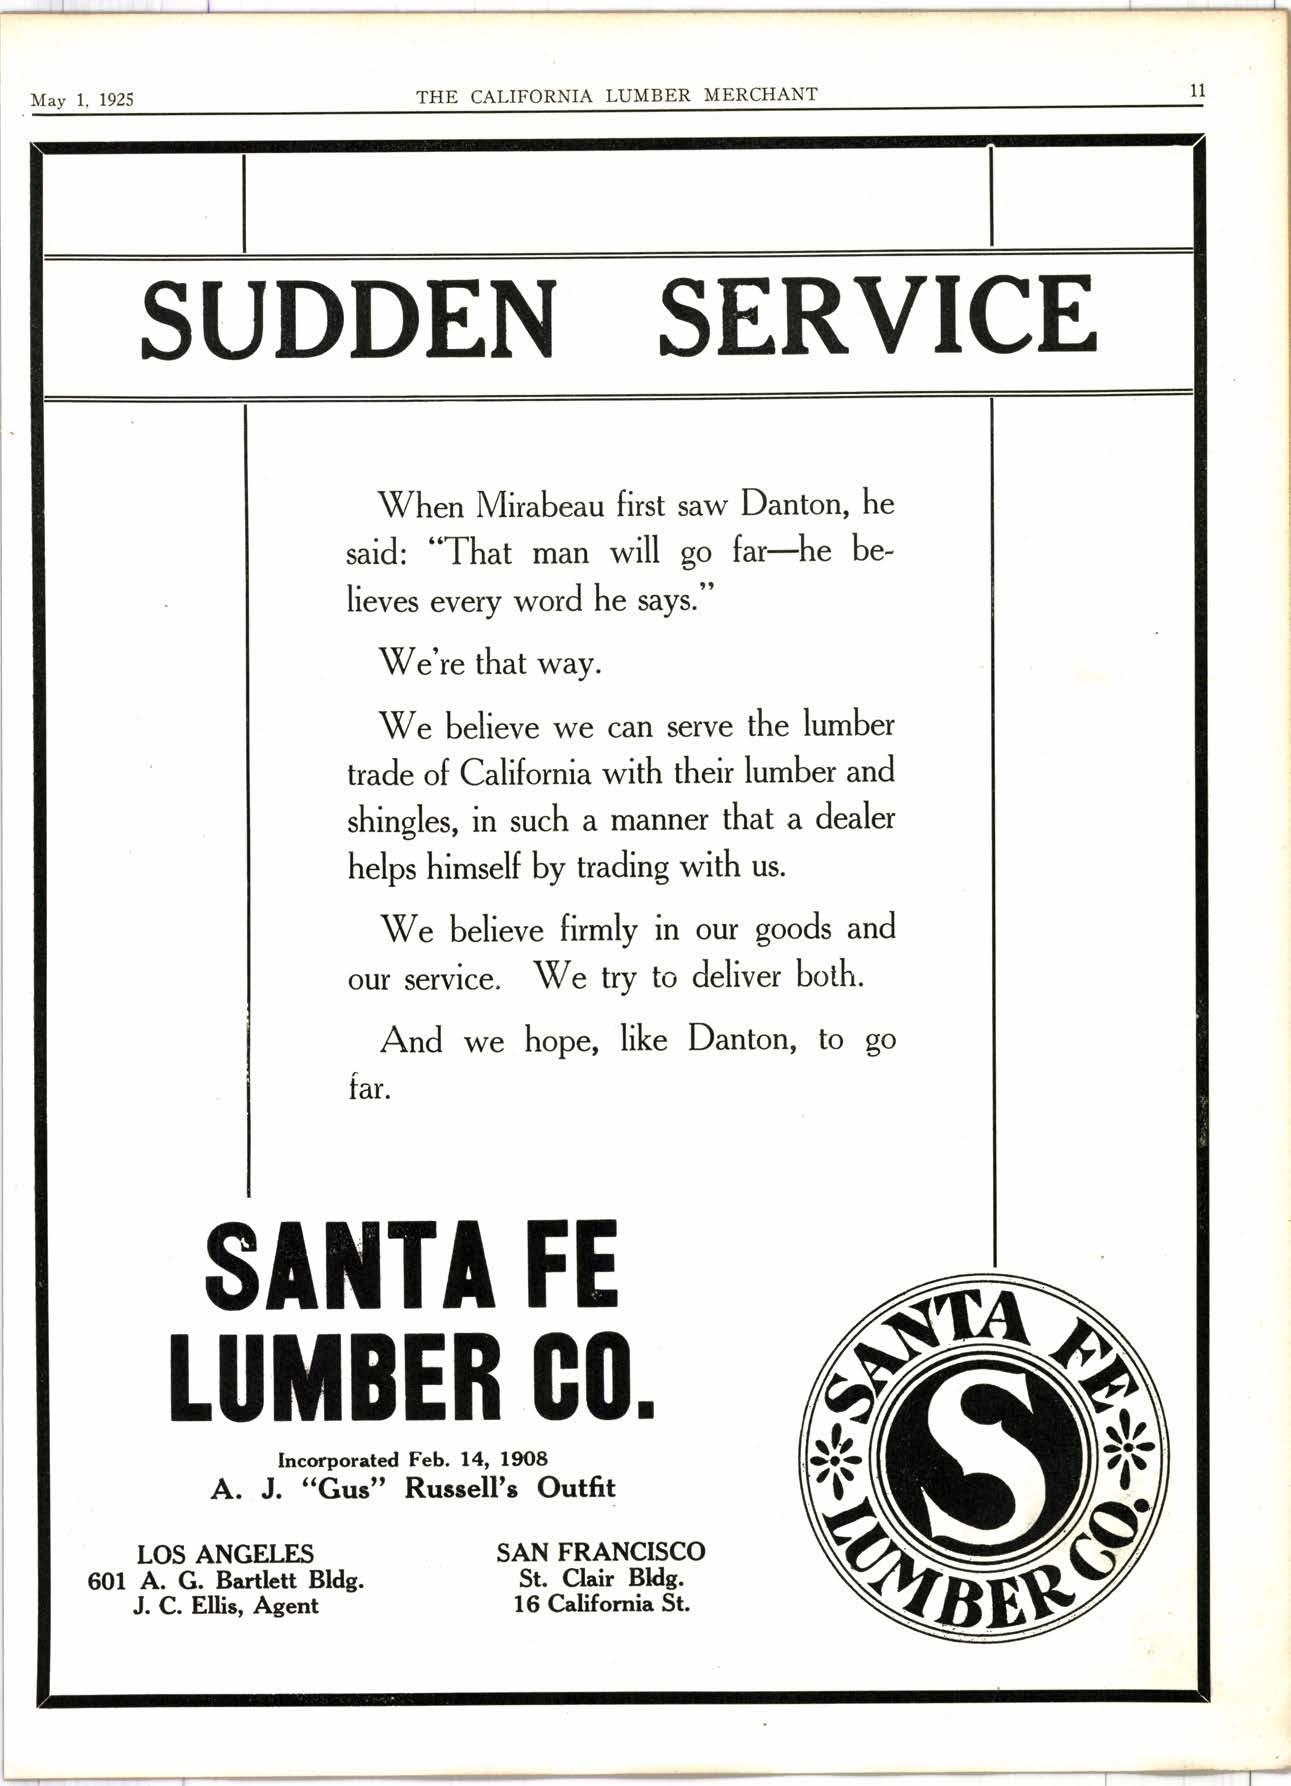 May 1, 1925
THE CALIFORNIA LUMBER MERCHANT
11
SUDDEN SERVICE
When Mirabeau first saw Danton, he
said: “That man will go far—he be-
lieves every word he says.”
We’re that way.
We believe we can serve the lumber
trade of California with their lumber and
shingles, in such a manner that a dealer
helps himself by trading with us.
We believe firmly in our goods and
our service. We try to deliver both.
And we hope, like Danton, to go
far.
SANTA FE
LUMBER CO.
Incorporated Feb. 14, 1908
A. J. “Gus” Russell’s Outfit
LOS ANGELES
601 A. G. Bartlett Bldg.
J. C. Ellis, Agent
SAN FRANCISCO
St. Clair Bldg.
16 California St.
SANTA FE
S
LUMBER CO.